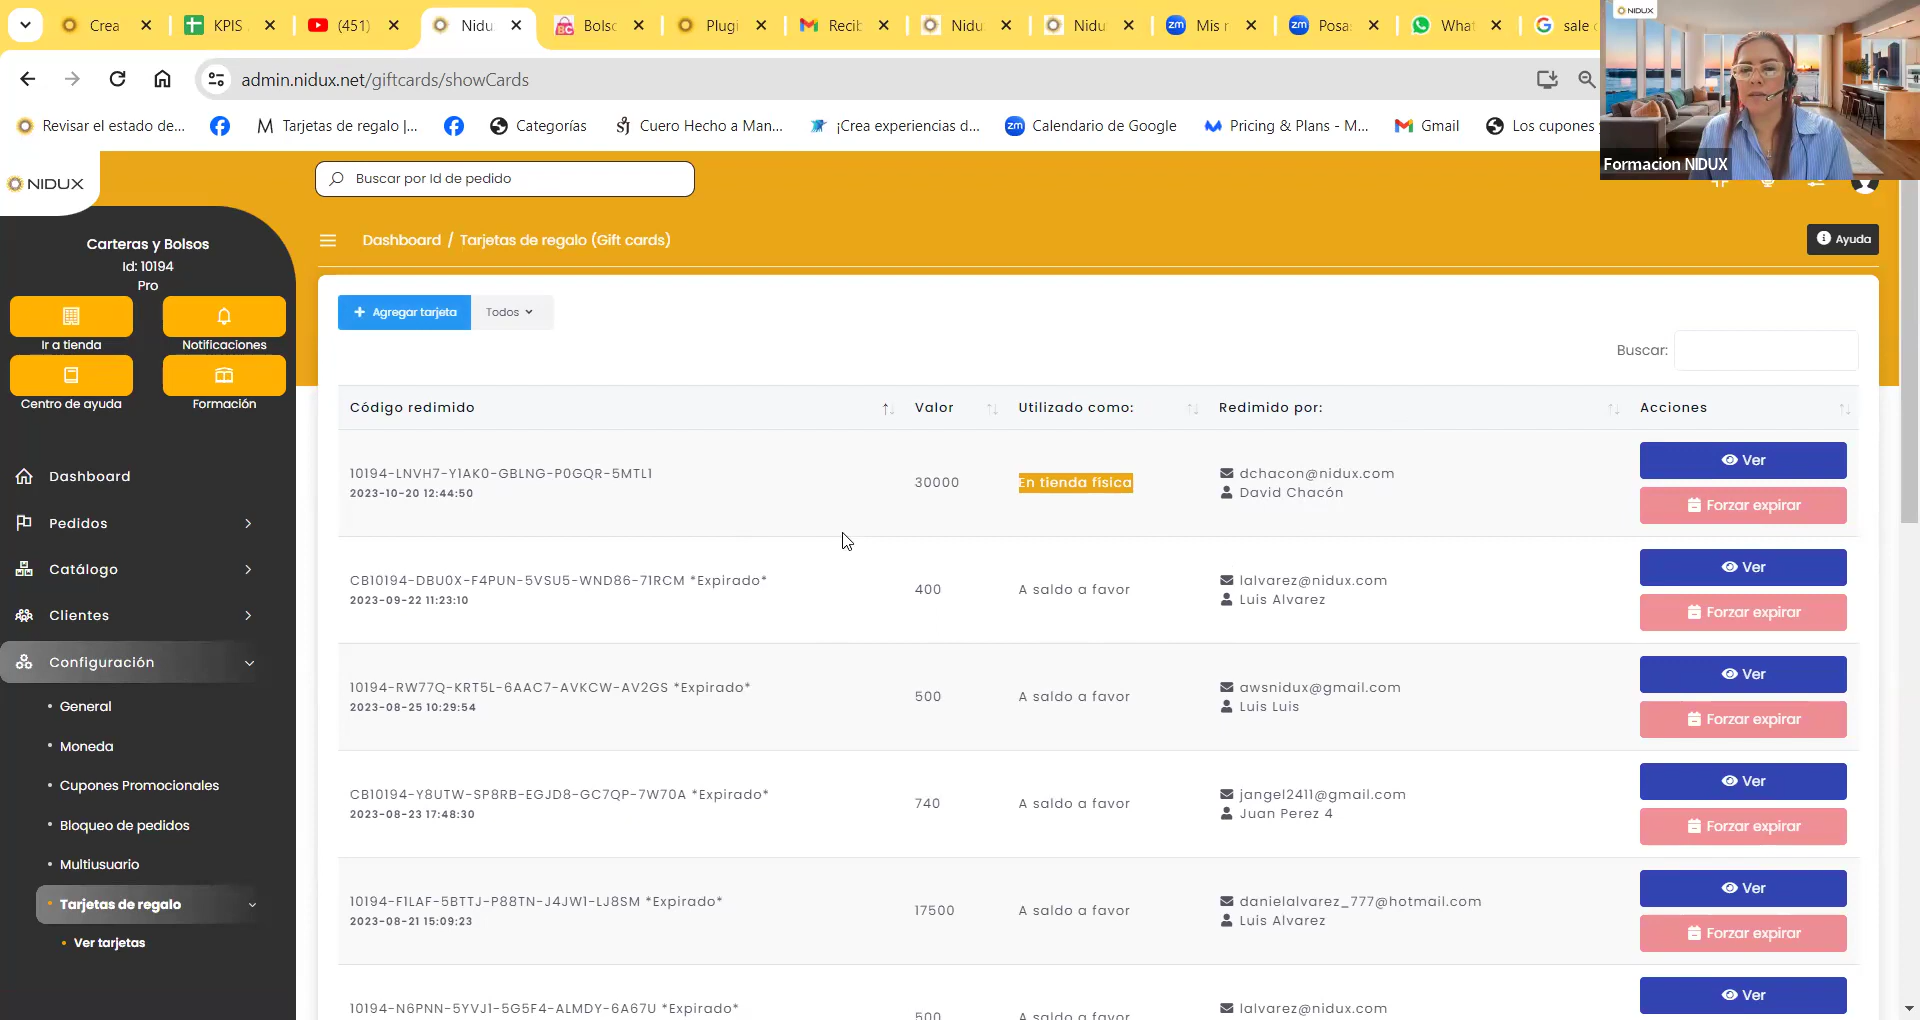 Crea
KPIS
(451)
Nidu
Bolsc
Plugi
Recib
Nidu
Nidu
Mis r
Posa
What
sale
NIDUX
admin.nidux.net/giftcards/showCards
Revisar el estado de...
Tarjetas de regalo |...
Categorías
Cuero Hecho a Man...
¡Crea experiencias d...
Calendario de Google
Pricing & Plans - M...
Gmail
Los cupones
Formacion NIDUX
NIDUX
Buscar por Id de pedido
Carteras y Bolsos
Id: 10194
Pro
Ir a tienda
Notificaciones
Centro de ayuda
Formación
Dashboard
Pedidos
Catálogo
Clientes
Configuración
General
Moneda
Cupones Promocionales
Bloqueo de pedidos
Multiusuario
Tarjetas de regalo
Ver tarjetas
Dashboard / Tarjetas de regalo (Gift cards)
Ayuda
+ Agregar tarjeta
Todos
Buscar:
Código redimido Valor Utilizado como: Redimido por: Acciones
10194-LNVH7-Y1AK0-GBLNG-P0GQR-5MTL1
2023-10-20 12:44:50
30000
En tienda física
dchacon@nidux.com
David Chacón
Ver
Forzar expirar
CB10194-DBU0X-F4PUN-5VSU5-WND86-71RCM *Expirado*
2023-09-22 11:23:10
400
A saldo a favor
lalvarez@nidux.com
Luis Alvarez
Ver
Forzar expirar
10194-RW77Q-KRT5L-6AAC7-AVKCW-AV2GS *Expirado*
2023-08-25 10:29:54
500
A saldo a favor
awsnidux@gmail.com
Luis Luis
Ver
Forzar expirar
CB10194-Y8UTW-SP8RB-EGJD8-GC7QP-7W70A *Expirado*
2023-08-23 17:48:30
740
A saldo a favor
jangel2411@gmail.com
Juan Perez 4
Ver
Forzar expirar
10194-F1LAF-5BTTJ-P88TN-J4JW1-LJ8SM *Expirado*
2023-08-21 15:09:23
17500
A saldo a favor
danielalvarez_777@hotmail.com
Luis Alvarez
Ver
Forzar expirar
10194-N6PNN-5YVJ1-5G5F4-ALMDY-6A67U *Expirado*
500
A saldo a favor
lalvarez@nidux.com
Ver